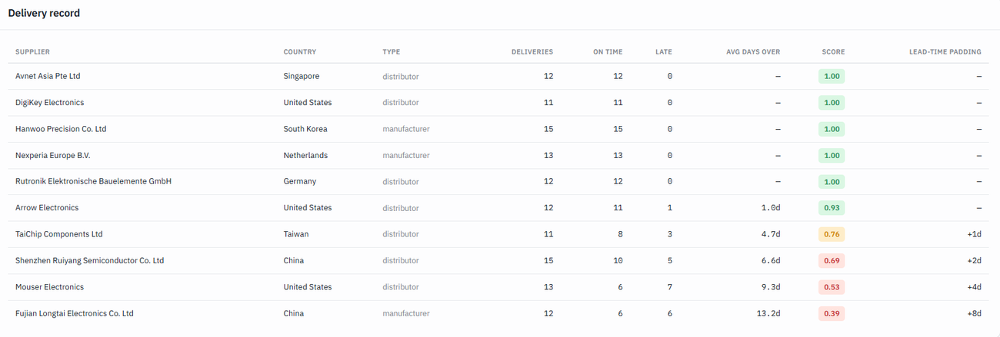 Delivery record
SUPPLIER COUNTRY TYPE DELIVERIES ON TIME LATE AVG DAYS OVER SCORE LEAD-TIME PADDING
Avnet Asia Pte Ltd Singapore distributor 12 12 0 – 1.00 –
DigiKey Electronics United States distributor 11 11 0 – 1.00 –
Hanwoo Precision Co. Ltd South Korea manufacturer 15 15 0 – 1.00 –
Nexperia Europe B.V. Netherlands manufacturer 13 13 0 – 1.00 –
Rutronik Elektronische Bauelemente GmbH Germany distributor 12 12 0 – 1.00 –
Arrow Electronics United States distributor 12 11 1 1.0d 0.93 –
TaiChip Components Ltd Taiwan distributor 11 8 3 4.7d 0.76 +1d
Shenzhen Ruiyang Semiconductor Co. Ltd China distributor 15 10 5 6.6d 0.69 +2d
Mouser Electronics United States distributor 13 6 7 9.3d 0.53 +4d
Fujian Longtai Electronics Co. Ltd China manufacturer 12 6 6 13.2d 0.39 +8d